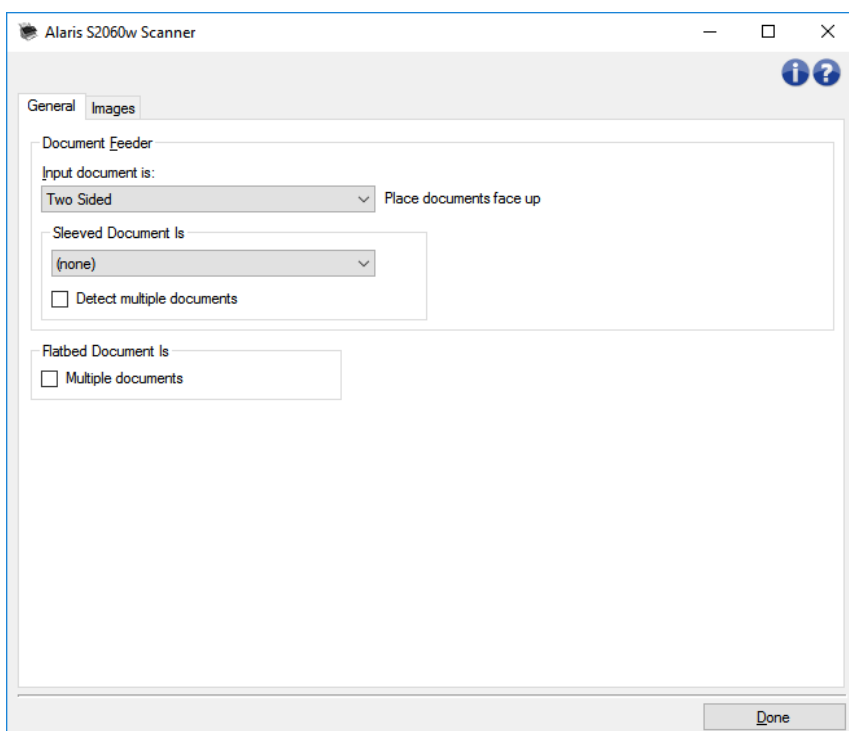 Alaris S2060w Scanner
General Images
Document Feeder
Input document is:
Two Sided Place documents face up
Sleeved Document Is
(none)
Detect multiple documents
Flatbed Document Is
Multiple documents
Done